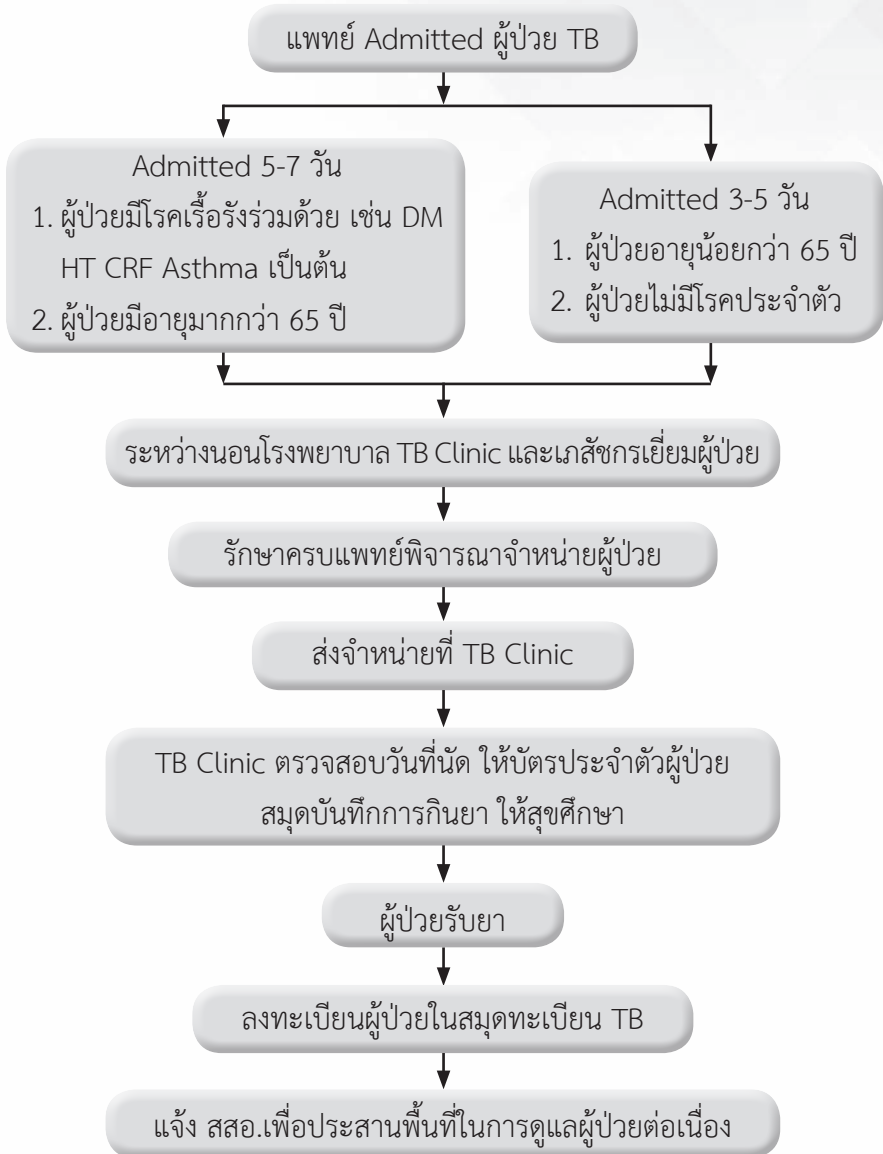 แพทย์ Admitted ผู้ป่วย TB
Admitted 5-7 วัน
1. ผู้ป่วยมีโรคเรื้อรังร่วมด้วย เช่น DM
HT CRF Asthma เป็นต้น
2. ผู้ป่วยมีอายุมากกว่า 65 ปี
Admitted 3-5 วัน
1. ผู้ป่วยอายุน้อยกว่า 65 ปี
2. ผู้ป่วยไม่มีโรคประจำตัว
ระหว่างนอนโรงพยาบาล TB Clinic และเภสัชกรเยี่ยมผู้ป่วย
รักษาครบแพทย์พิจารณาจำหน่ายผู้ป่วย
ส่งจำหน่ายที่ TB Clinic
TB Clinic ตรวจสอบวันที่นัด ให้บัตรประจำตัวผู้ป่วย
สมุดบันทึกการกินยา ให้สุขศึกษา
ผู้ป่วยรับยา
ลงทะเบียนผู้ป่วยในสมุดทะเบียน TB
แจ้ง สสอ.เพื่อประสานพื้นที่ในการดูแลผู้ป่วยต่อเนื่อง